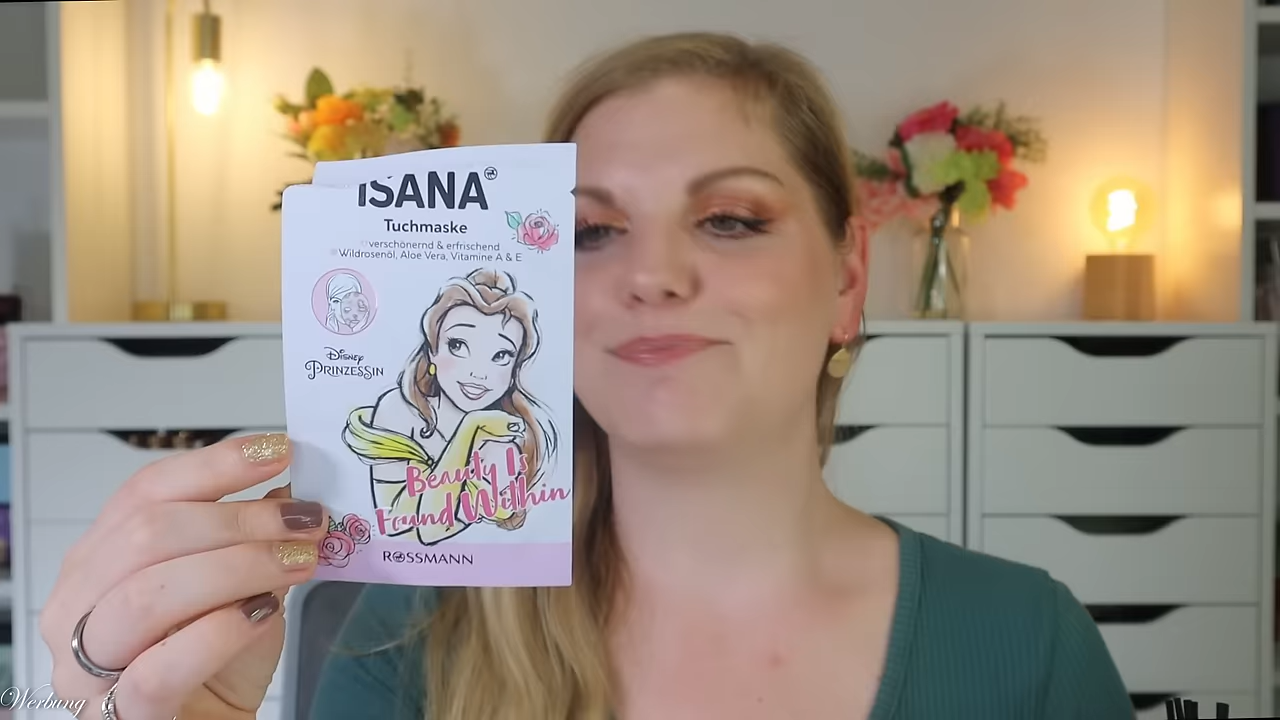 ISANA
Tuchmaske
verschönernd & erfrischend
Wildrosenöl, Aloe Vera, Vitamine A & E
Disney
PRINZESSIN
Beauty Is
Found Within
ROSSMANN
Werbung